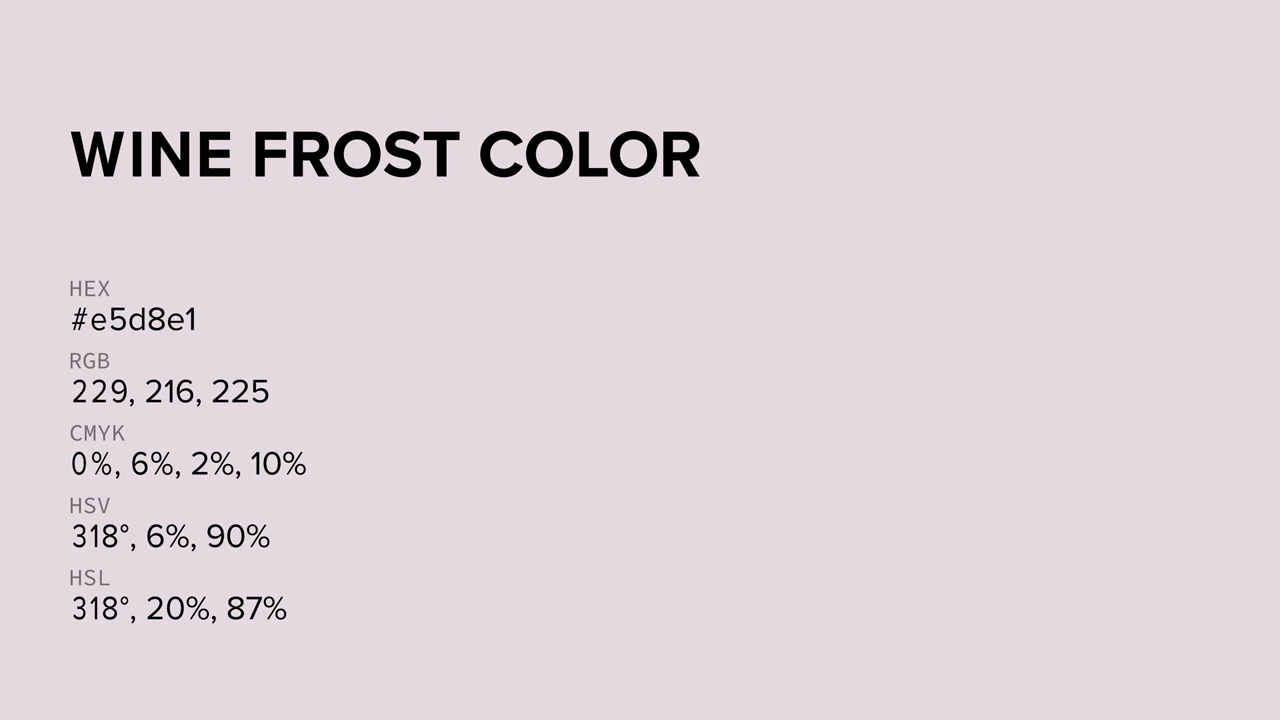 WINE FROST COLOR
HEX
#e5d8e1
RGB
229, 216, 225
CMYK
0%, 6%, 2%, 10%
HSV
318°, 6%, 90%
HSL
318°, 20%, 87%